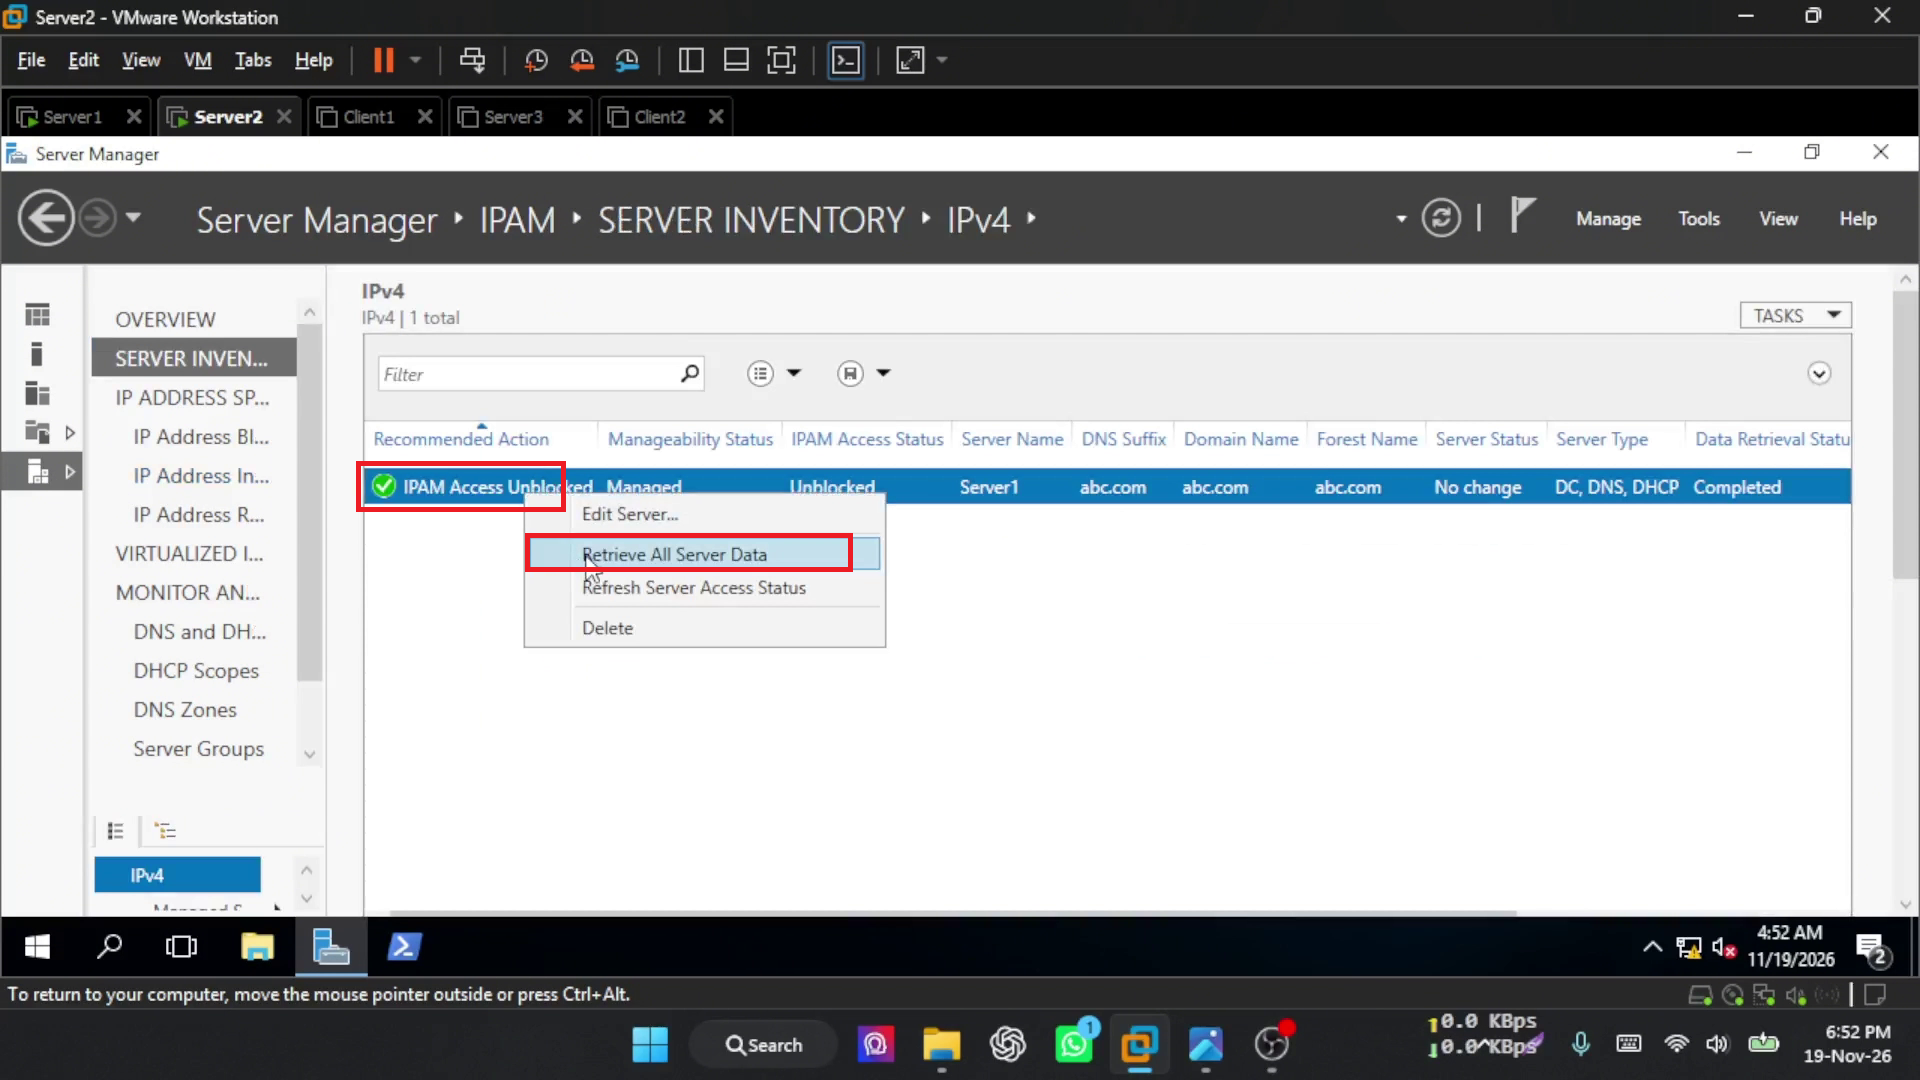 Server2 - VMware Workstation
File Edit View VM Tabs Help
Server1 Server2 Client1 Server3 Client2
Server Manager
Server Manager IPAM SERVER INVENTORY IPv4
Manage Tools View Help
OVERVIEW
SERVER INVEN...
IP ADDRESS SP...
IP Address Bl...
IP Address In...
IP Address R...
VIRTUALIZED I...
MONITOR AN...
DNS and DH...
DHCP Scopes
DNS Zones
Server Groups
IPv4
IPv4
IPv4 | 1 total
TASKS
Filter
Recommended Action Manageability Status IPAM Access Status Server Name DNS Suffix Domain Name Forest Name Server Status Server Type Data Retrieval Statu
IPAM Access Unblocked Managed Unblocked Server1 abc.com abc.com abc.com No change DC, DNS, DHCP Completed
Edit Server...
Retrieve All Server Data
Refresh Server Access Status
Delete
4:52 AM
11/19/2026
2
To return to your computer, move the mouse pointer outside or press Ctrl+Alt.
Search
1
0.0 KBps
0.0 KBps
6:52 PM
19-Nov-26